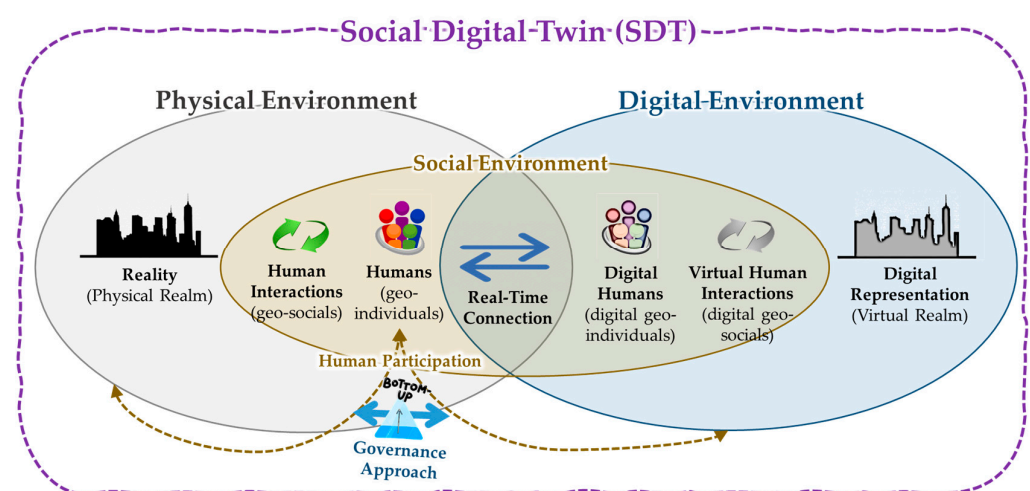 Social Digital-Twin (SDT)
Physical Environment
Digital Environment
Social Environment
Reality
(Physical Realm)
Human
Interactions
(geo-socials)
Humans
(geo-
individuals)
Real-Time
Connection
Digital
Humans
(digital geo-
individuals)
Virtual Human
Interactions
(digital geo-
socials)
Digital
Representation
(Virtual Realm)
Human Participation
BOTTOM-
UP
Governance
Approach